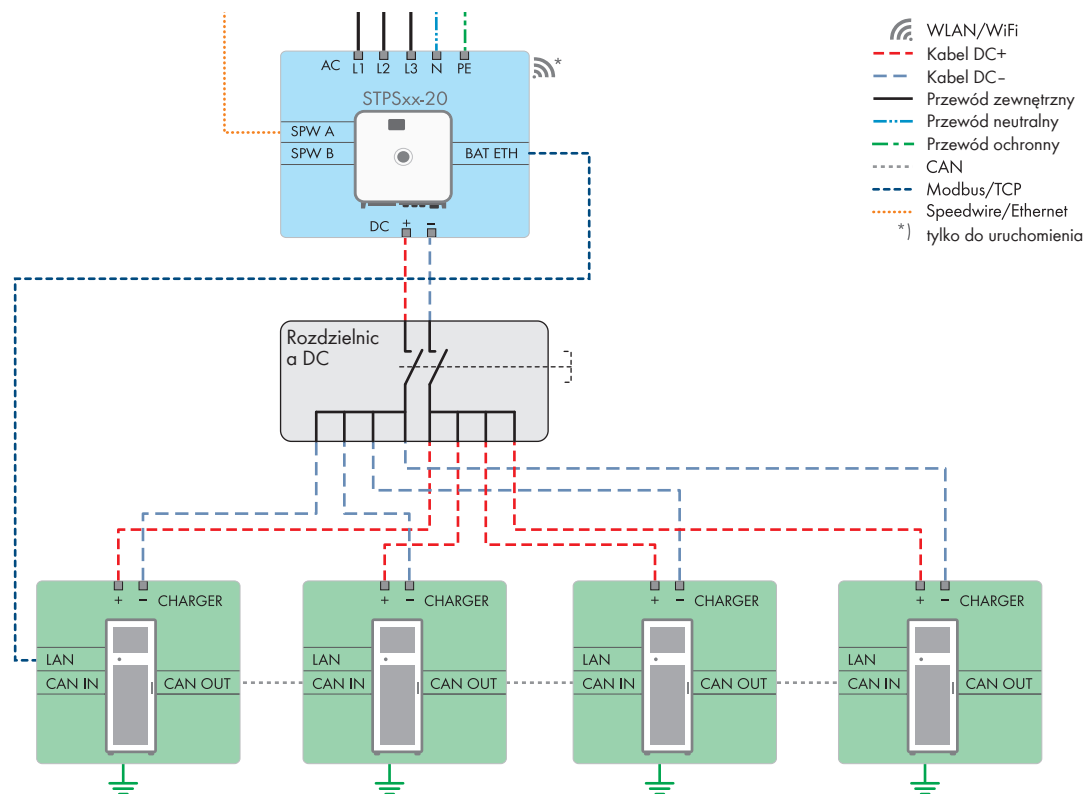 AC L1 L2 L3 N PE *
STPSxx-20
SPW A
SPW B
BAT ETH
DC + −
WLAN/WiFi
Kabel DC+
Kabel DC−
Przewód zewnętrzny
Przewód neutralny
Przewód ochronny
CAN
Modbus/TCP
Speedwire/Ethernet
*) tylko do uruchomienia
Rozdzielnic
a DC
+ − CHARGER
LAN
CAN IN CAN OUT
+ − CHARGER
LAN
CAN IN CAN OUT
+ − CHARGER
LAN
CAN IN CAN OUT
+ − CHARGER
LAN
CAN IN CAN OUT